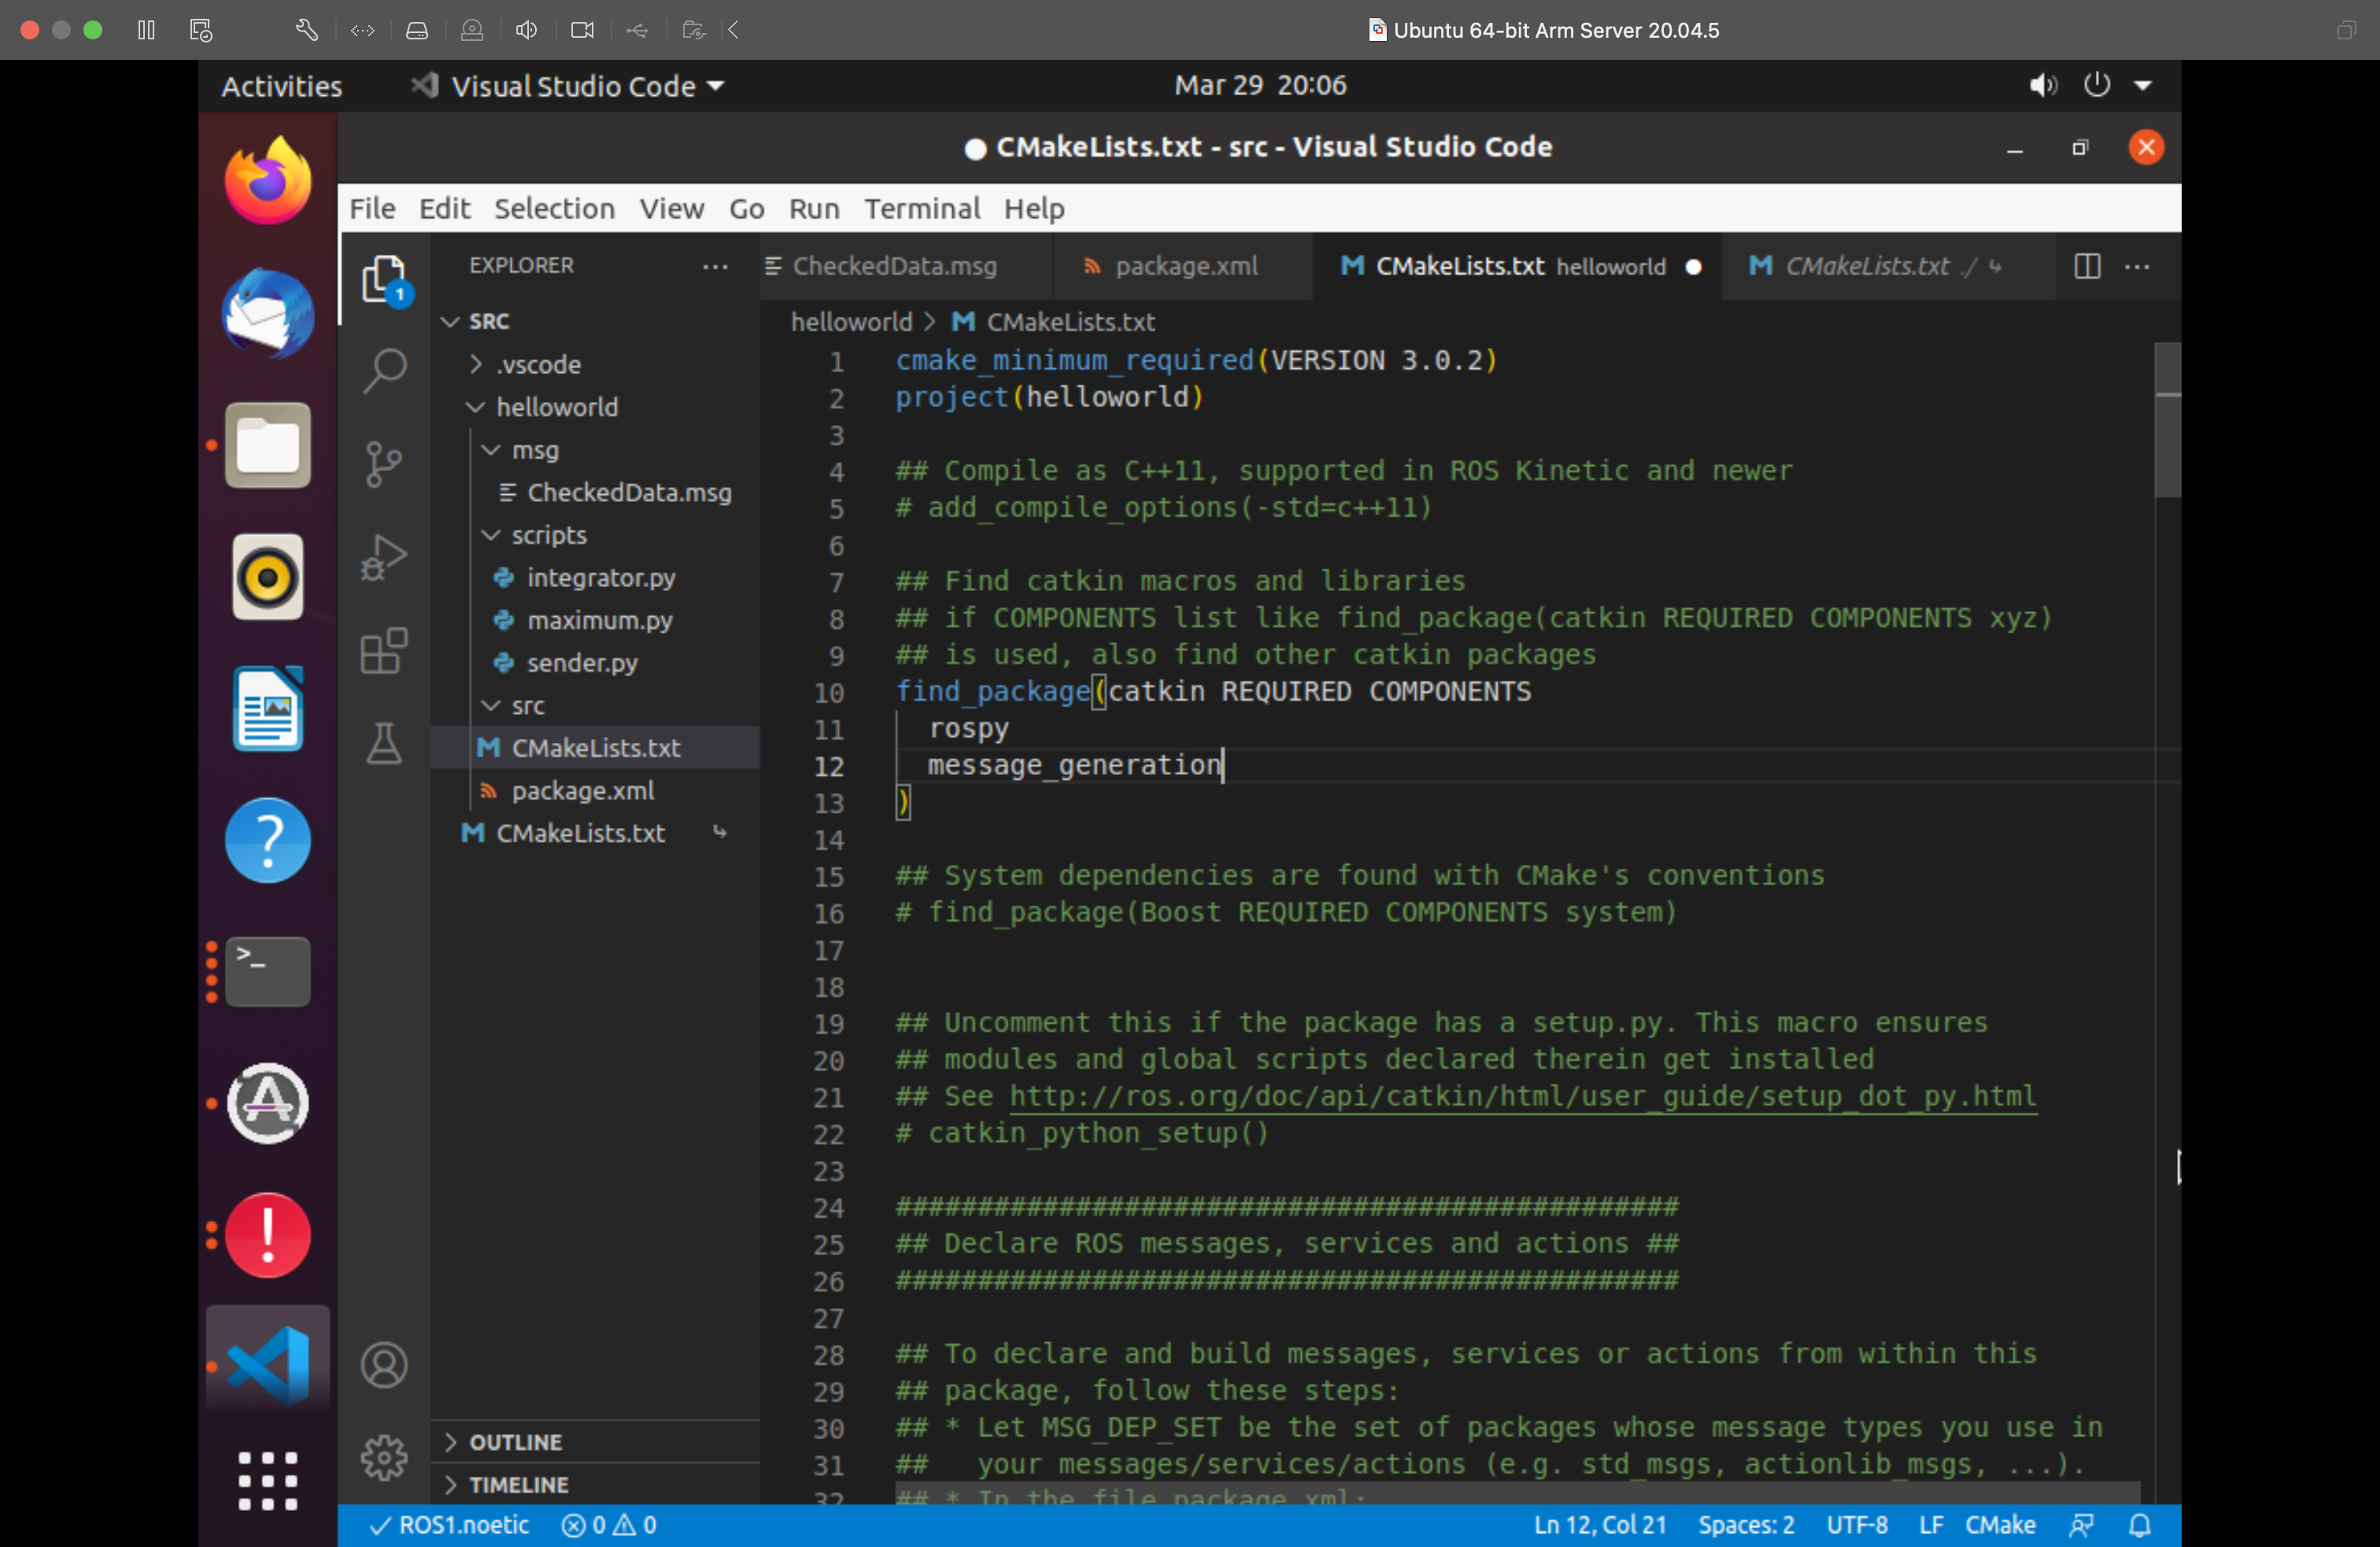 Ubuntu 64-bit Arm Server 20.04.5
Activities
Visual Studio Code
Mar 29 20:06
● CMakeLists.txt - src - Visual Studio Code
File Edit Selection View Go Run Terminal Help
EXPLORER
1
SRC
.vscode
helloworld
msg
CheckedData.msg
scripts
integrator.py
maximum.py
sender.py
src
CMakeLists.txt
package.xml
CMakeLists.txt
OUTLINE
TIMELINE
CheckedData.msg
package.xml
CMakeLists.txt helloworld ●
CMakeLists.txt ./
helloworld > CMakeLists.txt
1 cmake_minimum_required(VERSION 3.0.2)
2 project(helloworld)
3
4 ## Compile as C++11, supported in ROS Kinetic and newer
5 # add_compile_options(-std=c++11)
6
7 ## Find catkin macros and libraries
8 ## if COMPONENTS list like find_package(catkin REQUIRED COMPONENTS xyz)
9 ## is used, also find other catkin packages
10 find_package(catkin REQUIRED COMPONENTS
11 rospy
12 message_generation
13 )
14
15 ## System dependencies are found with CMake's conventions
16 # find_package(Boost REQUIRED COMPONENTS system)
17
18
19 ## Uncomment this if the package has a setup.py. This macro ensures
20 ## modules and global scripts declared therein get installed
21 ## See http://ros.org/doc/api/catkin/html/user_guide/setup_dot_py.html
22 # catkin_python_setup()
23
24 ################################################
25 ## Declare ROS messages, services and actions ##
26 ################################################
27
28 ## To declare and build messages, services or actions from within this
29 ## package, follow these steps:
30 ## * Let MSG_DEP_SET be the set of packages whose message types you use in
31 ##   your messages/services/actions (e.g. std_msgs, actionlib_msgs, ...).
32 ## * In the file package.xml:
ROS1.noetic 0 0
Ln 12, Col 21 Spaces: 2 UTF-8 LF CMake